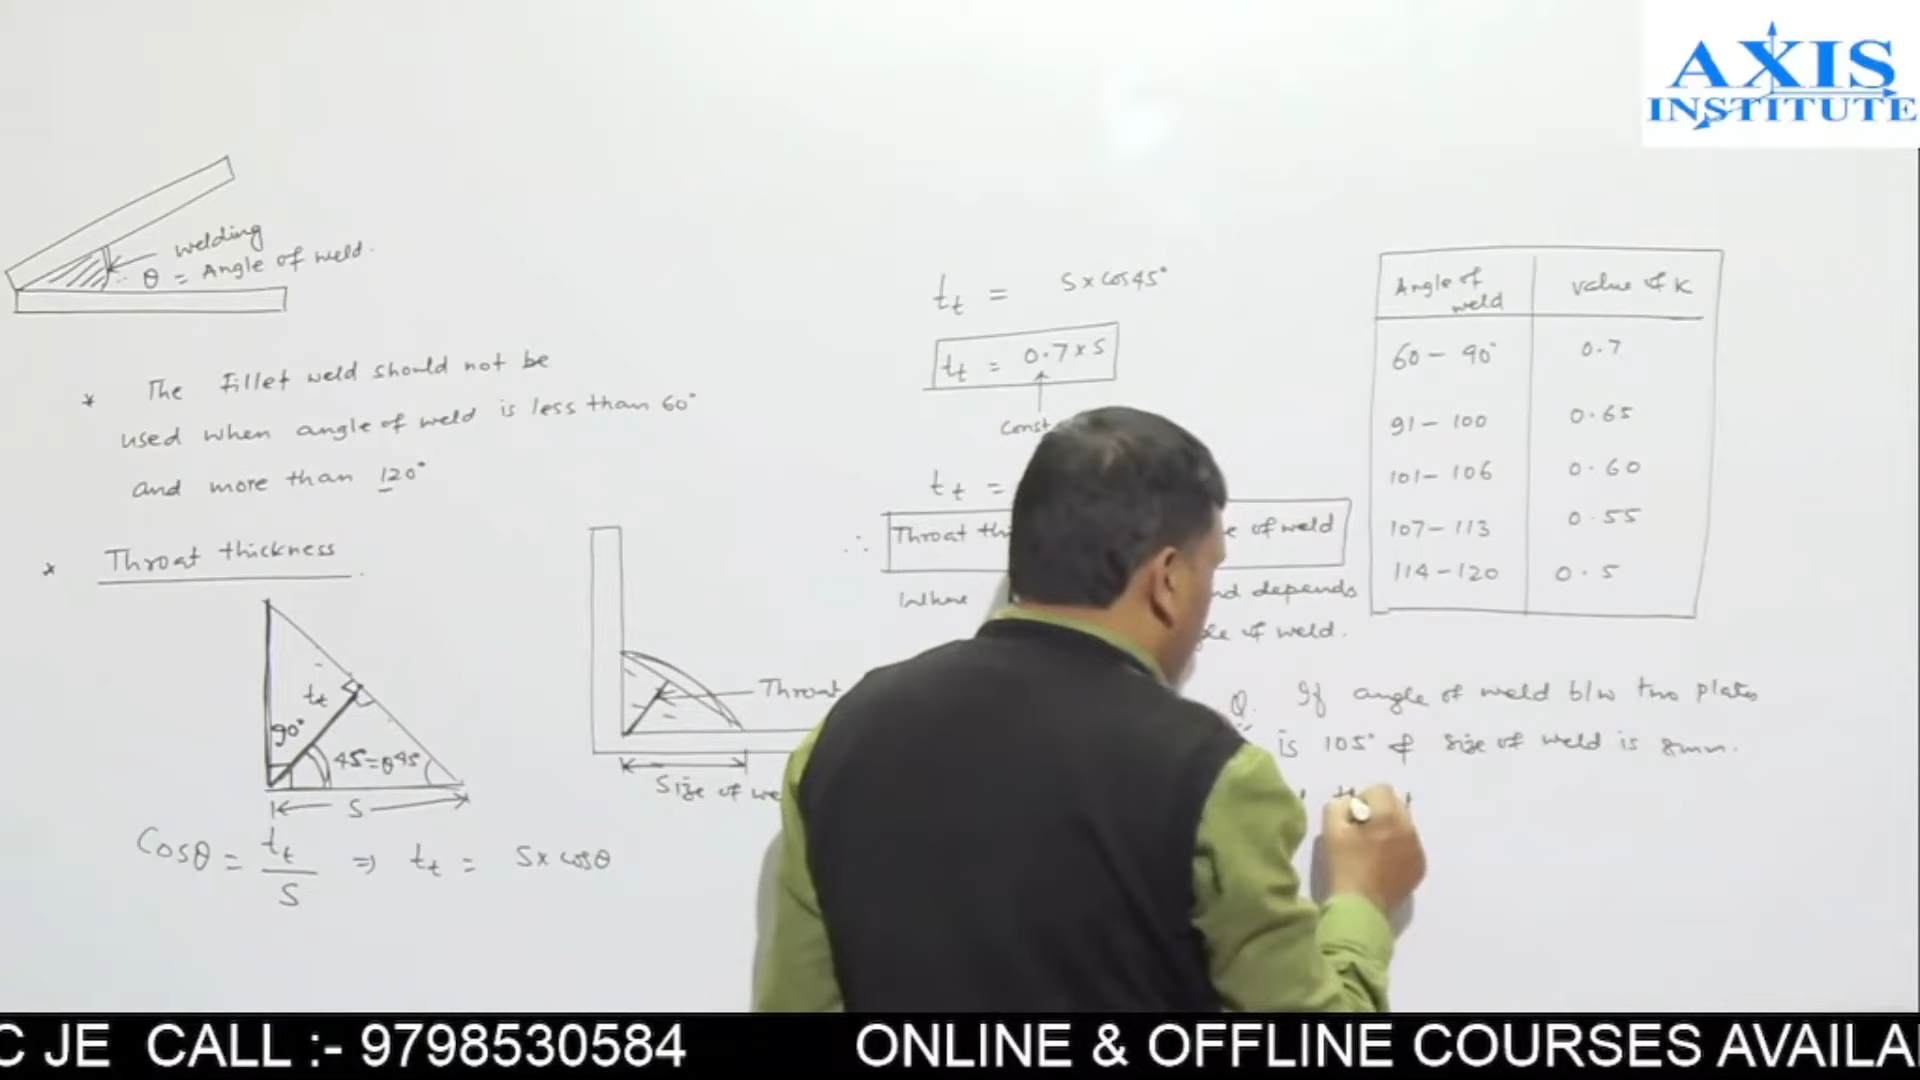 AXIS
INSTITUTE
welding
θ = Angle of weld.
* The fillet weld should not be
used when angle of weld is less than 60°
and more than 120°
* Throat thickness
tt
90°
45=θ
45
S
Cosθ = tt/S ⇒ tt = S×cosθ
Throat
Size of we
tt = S×cos45°
tt = 0.7×S
Const
tt =
∴ Throat thi
e of weld
where
nd depends
of weld.
Angle of weld
Value of K
60 – 90°
0.7
91 – 100
0.65
101 – 106
0.60
107 – 113
0.55
114 – 120
0.5
Q. If angle of weld b/w two plates
is 105° & size of weld is 8mm.
C JE CALL :- 9798530584
ONLINE & OFFLINE COURSES AVAILA